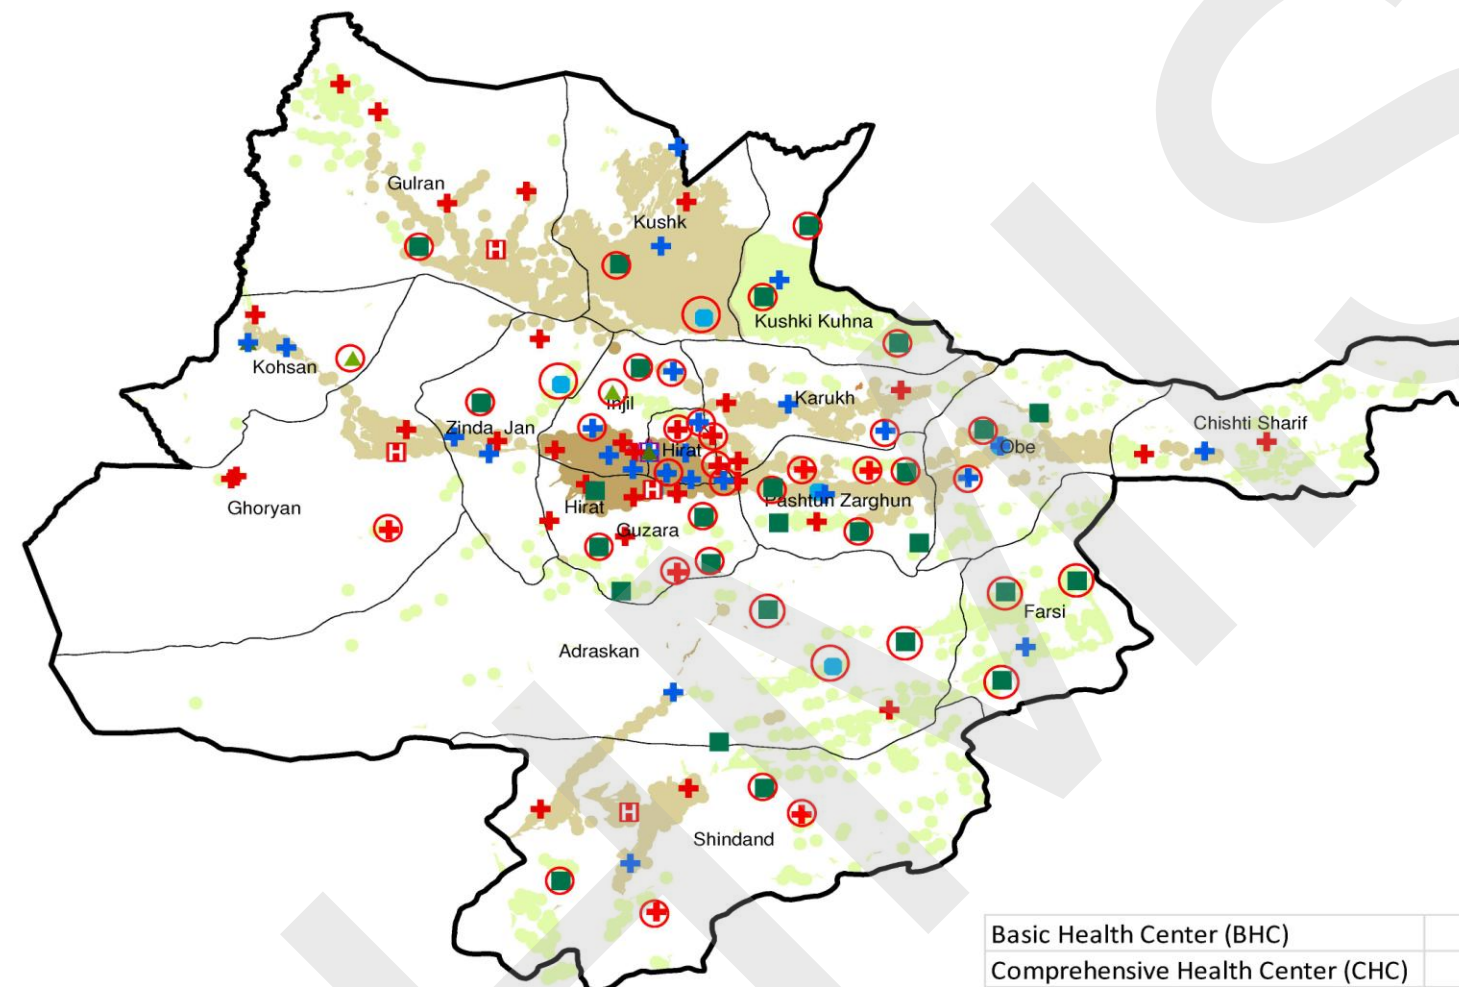 Gulran
Kushk
Kushki Kuhna
Kohsan
Karukh
Chishti Sharif
Injil
Zinda Jan
Hirat
Obe
Ghoryan
Hirat
Pashtun Zarghun
Guzara
Farsi
Adraskan
Shindand
H
H
H
H
Basic Health Center (BHC)
Comprehensive Health Center (CHC)